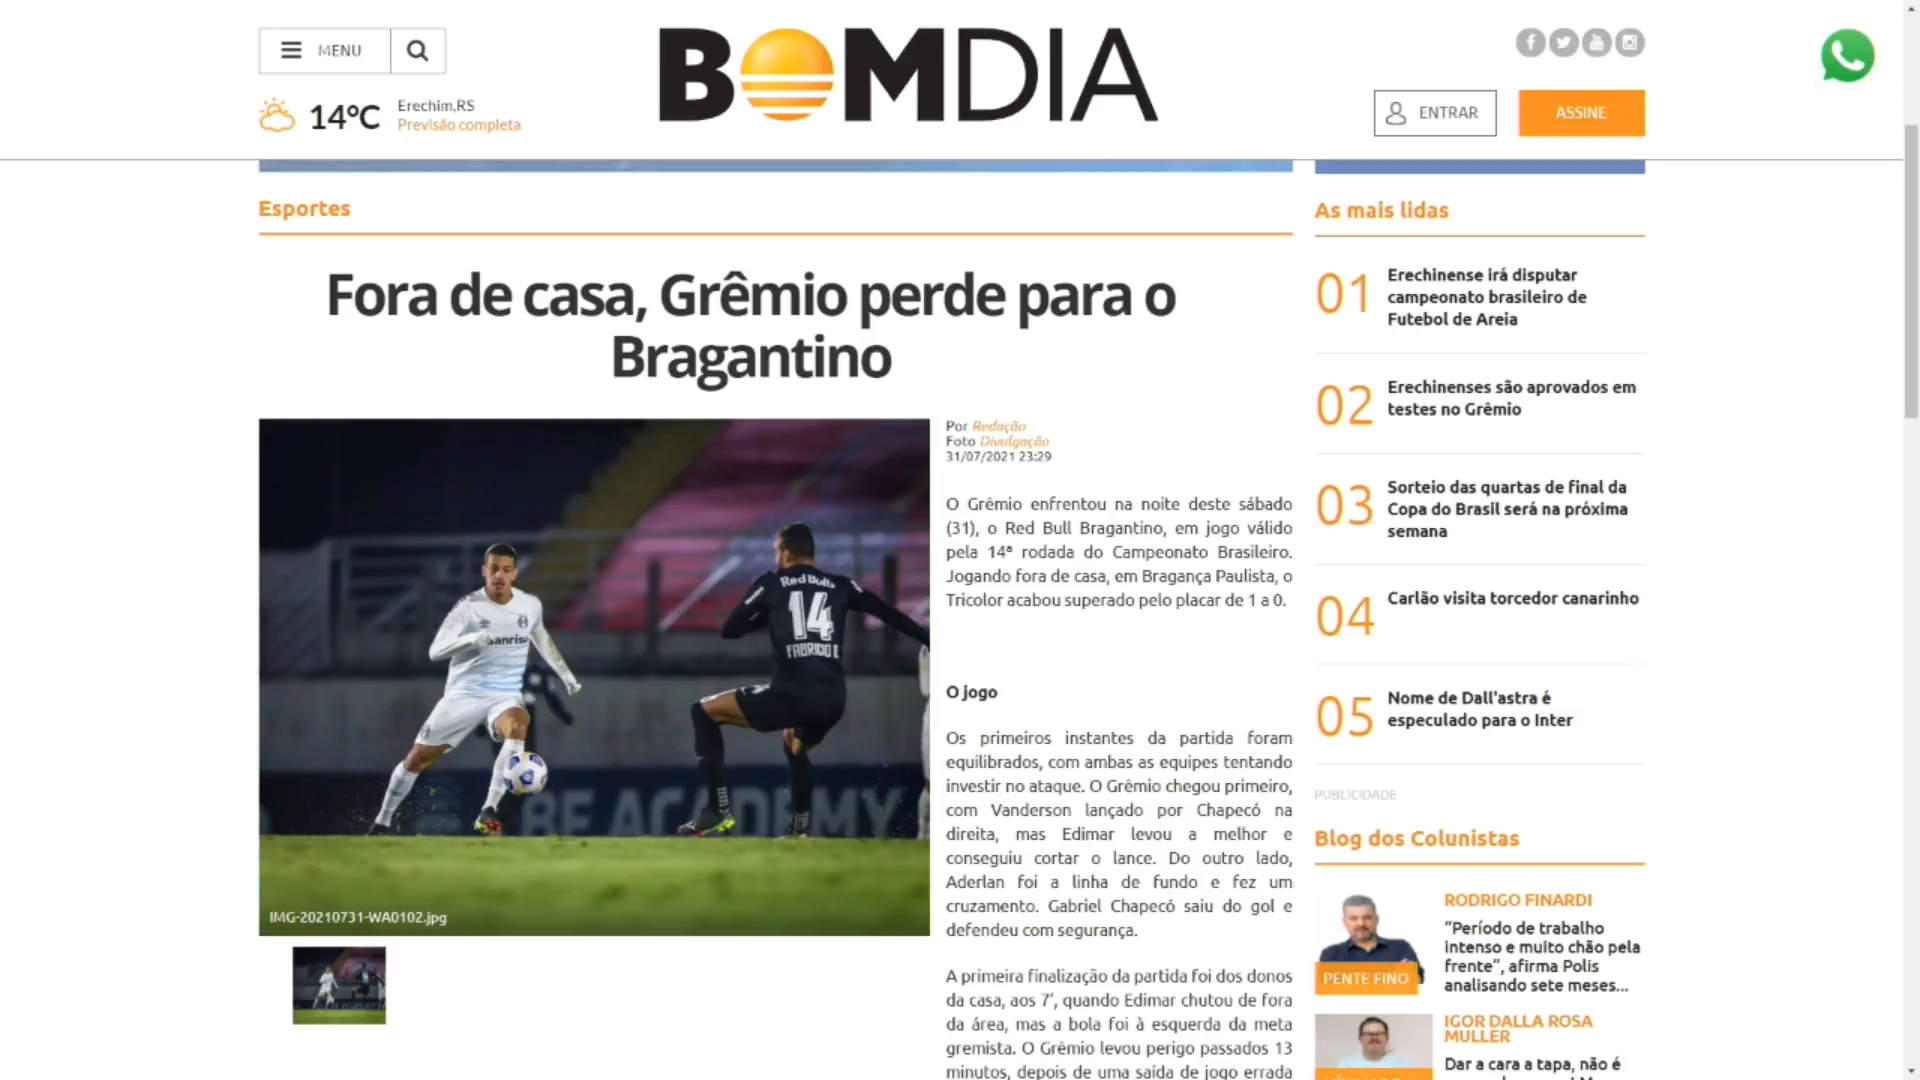 MENU
14ºC
Erechim,RS
Previsão completa
BOMDIA
ENTRAR
ASSINE
Esportes
Fora de casa, Grêmio perde para o
Bragantino
Red Bulls
14
FABRICIO B
banrisul
BE ACADEMY
IMG-20210731-WA0102.jpg
Por Redação
Foto Divulgação
31/07/2021 23:29
O Grêmio enfrentou na noite deste sábado
(31), o Red Bull Bragantino, em jogo válido
pela 14ª rodada do Campeonato Brasileiro.
Jogando fora de casa, em Bragança Paulista, o
Tricolor acabou superado pelo placar de 1 a 0.
O jogo
Os primeiros instantes da partida foram
equilibrados, com ambas as equipes tentando
investir no ataque. O Grêmio chegou primeiro,
com Vanderson lançado por Chapecó na
direita, mas Edimar levou a melhor e
conseguiu cortar o lance. Do outro lado,
Aderlan foi a linha de fundo e fez um
cruzamento. Gabriel Chapecó saiu do gol e
defendeu com segurança.
A primeira finalização da partida foi dos donos
da casa, aos 7’, quando Edimar chutou de fora
da área, mas a bola foi à esquerda da meta
gremista. O Grêmio levou perigo passados 13
minutos, depois de uma saída de jogo errada
As mais lidas
01
Erechinense irá disputar
campeonato brasileiro de
Futebol de Areia
02
Erechinenses são aprovados em
testes no Grêmio
03
Sorteio das quartas de final da
Copa do Brasil será na próxima
semana
04
Carlão visita torcedor canarinho
05
Nome de Dall'astra é
especulado para o Inter
PUBLICIDADE
Blog dos Colunistas
PENTE FINO
RODRIGO FINARDI
“Período de trabalho
intenso e muito chão pela
frente”, afirma Polis
analisando sete meses...
IGOR DALLA ROSA
MULLER
Dar a cara a tapa, não é